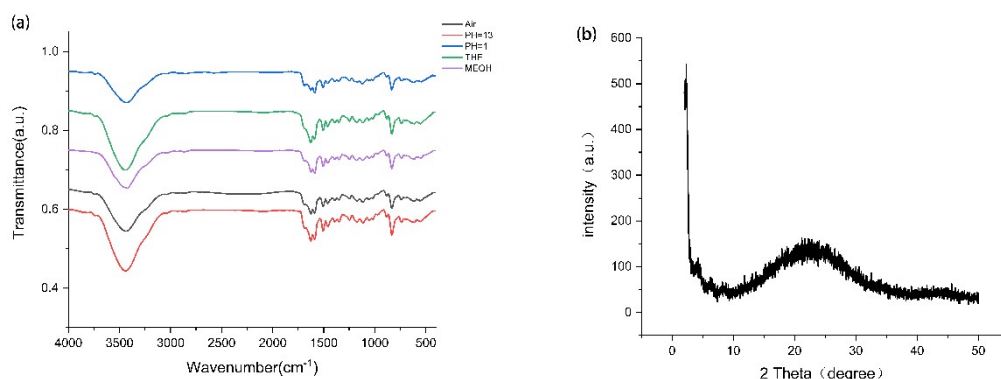 (a)
Air
PH=13
PH=1
THF
MEOH
1.0
0.8
0.6
0.4
Transmittance(a.u.)
4000 3500 3000 2500 2000 1500 1000 500
Wavenumber(cm⁻¹)
(b)
600
500
400
300
200
100
0
intensity（a.u.）
0 10 20 30 40 50
2 Theta（degree）